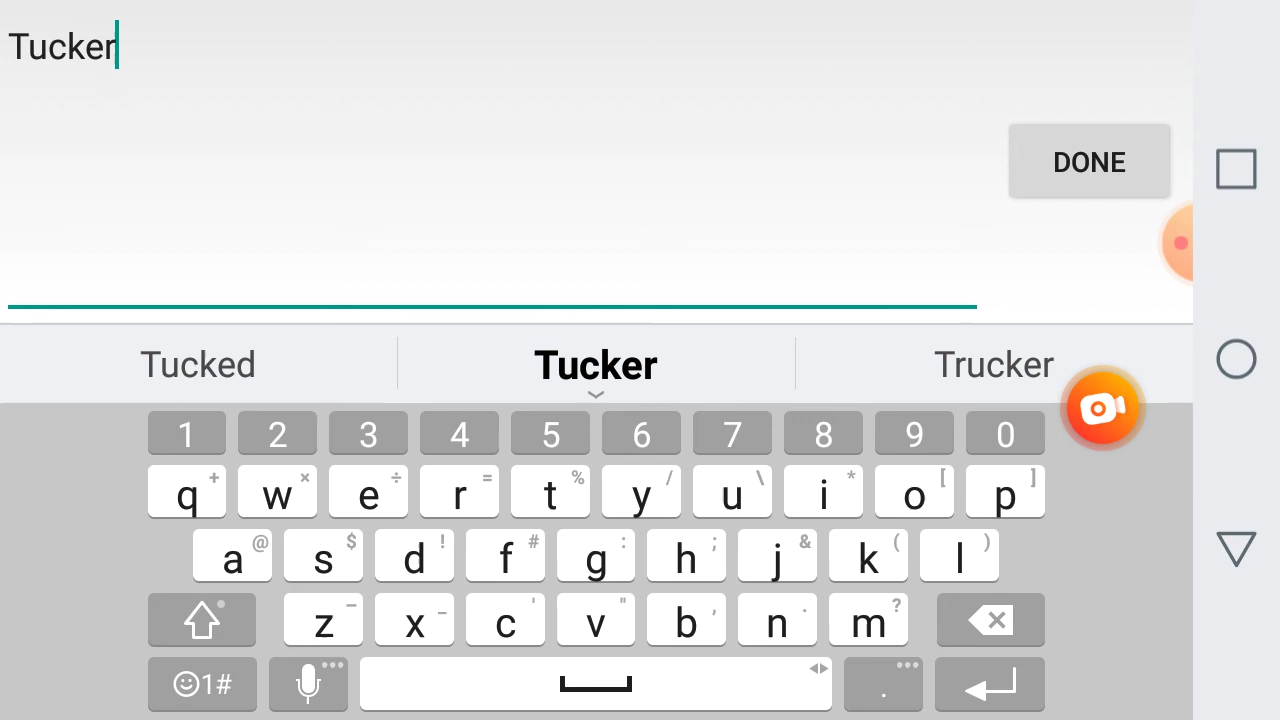 Tucker
DONE
Tucked Tucker Trucker
1 2 3 4 5 6 7 8 9 0
q + w × e ÷ r = t % y / u \ i * o [ p ]
a @ s $ d ! f # g : h ; j & k ( l )
z – x _ c ' v " b , n . m ?
1# .